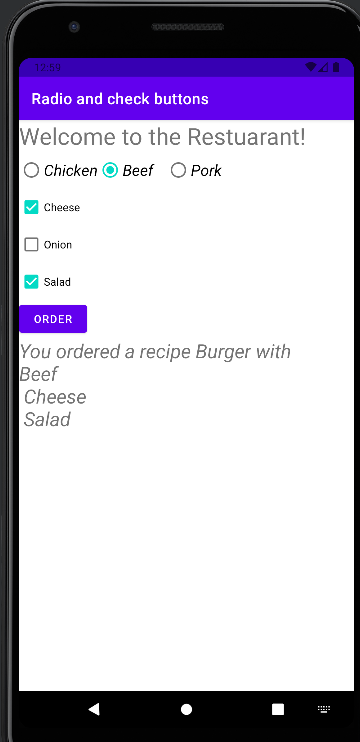 12:59
Radio and check buttons
Welcome to the Restuarant!
Chicken Beef Pork
Cheese
Onion
Salad
ORDER
You ordered a recipe Burger with
Beef
Cheese
Salad